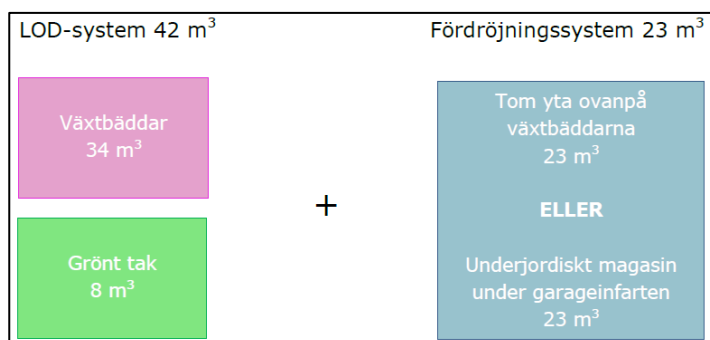 LOD-system 42 m³
Fördröjningssystem 23 m³
Växtbäddar
34 m³
Grönt tak
8 m³
+
Tom yta ovanpå
växtbäddarna
23 m³
ELLER
Underjordiskt magasin
under garageinfarten
23 m³